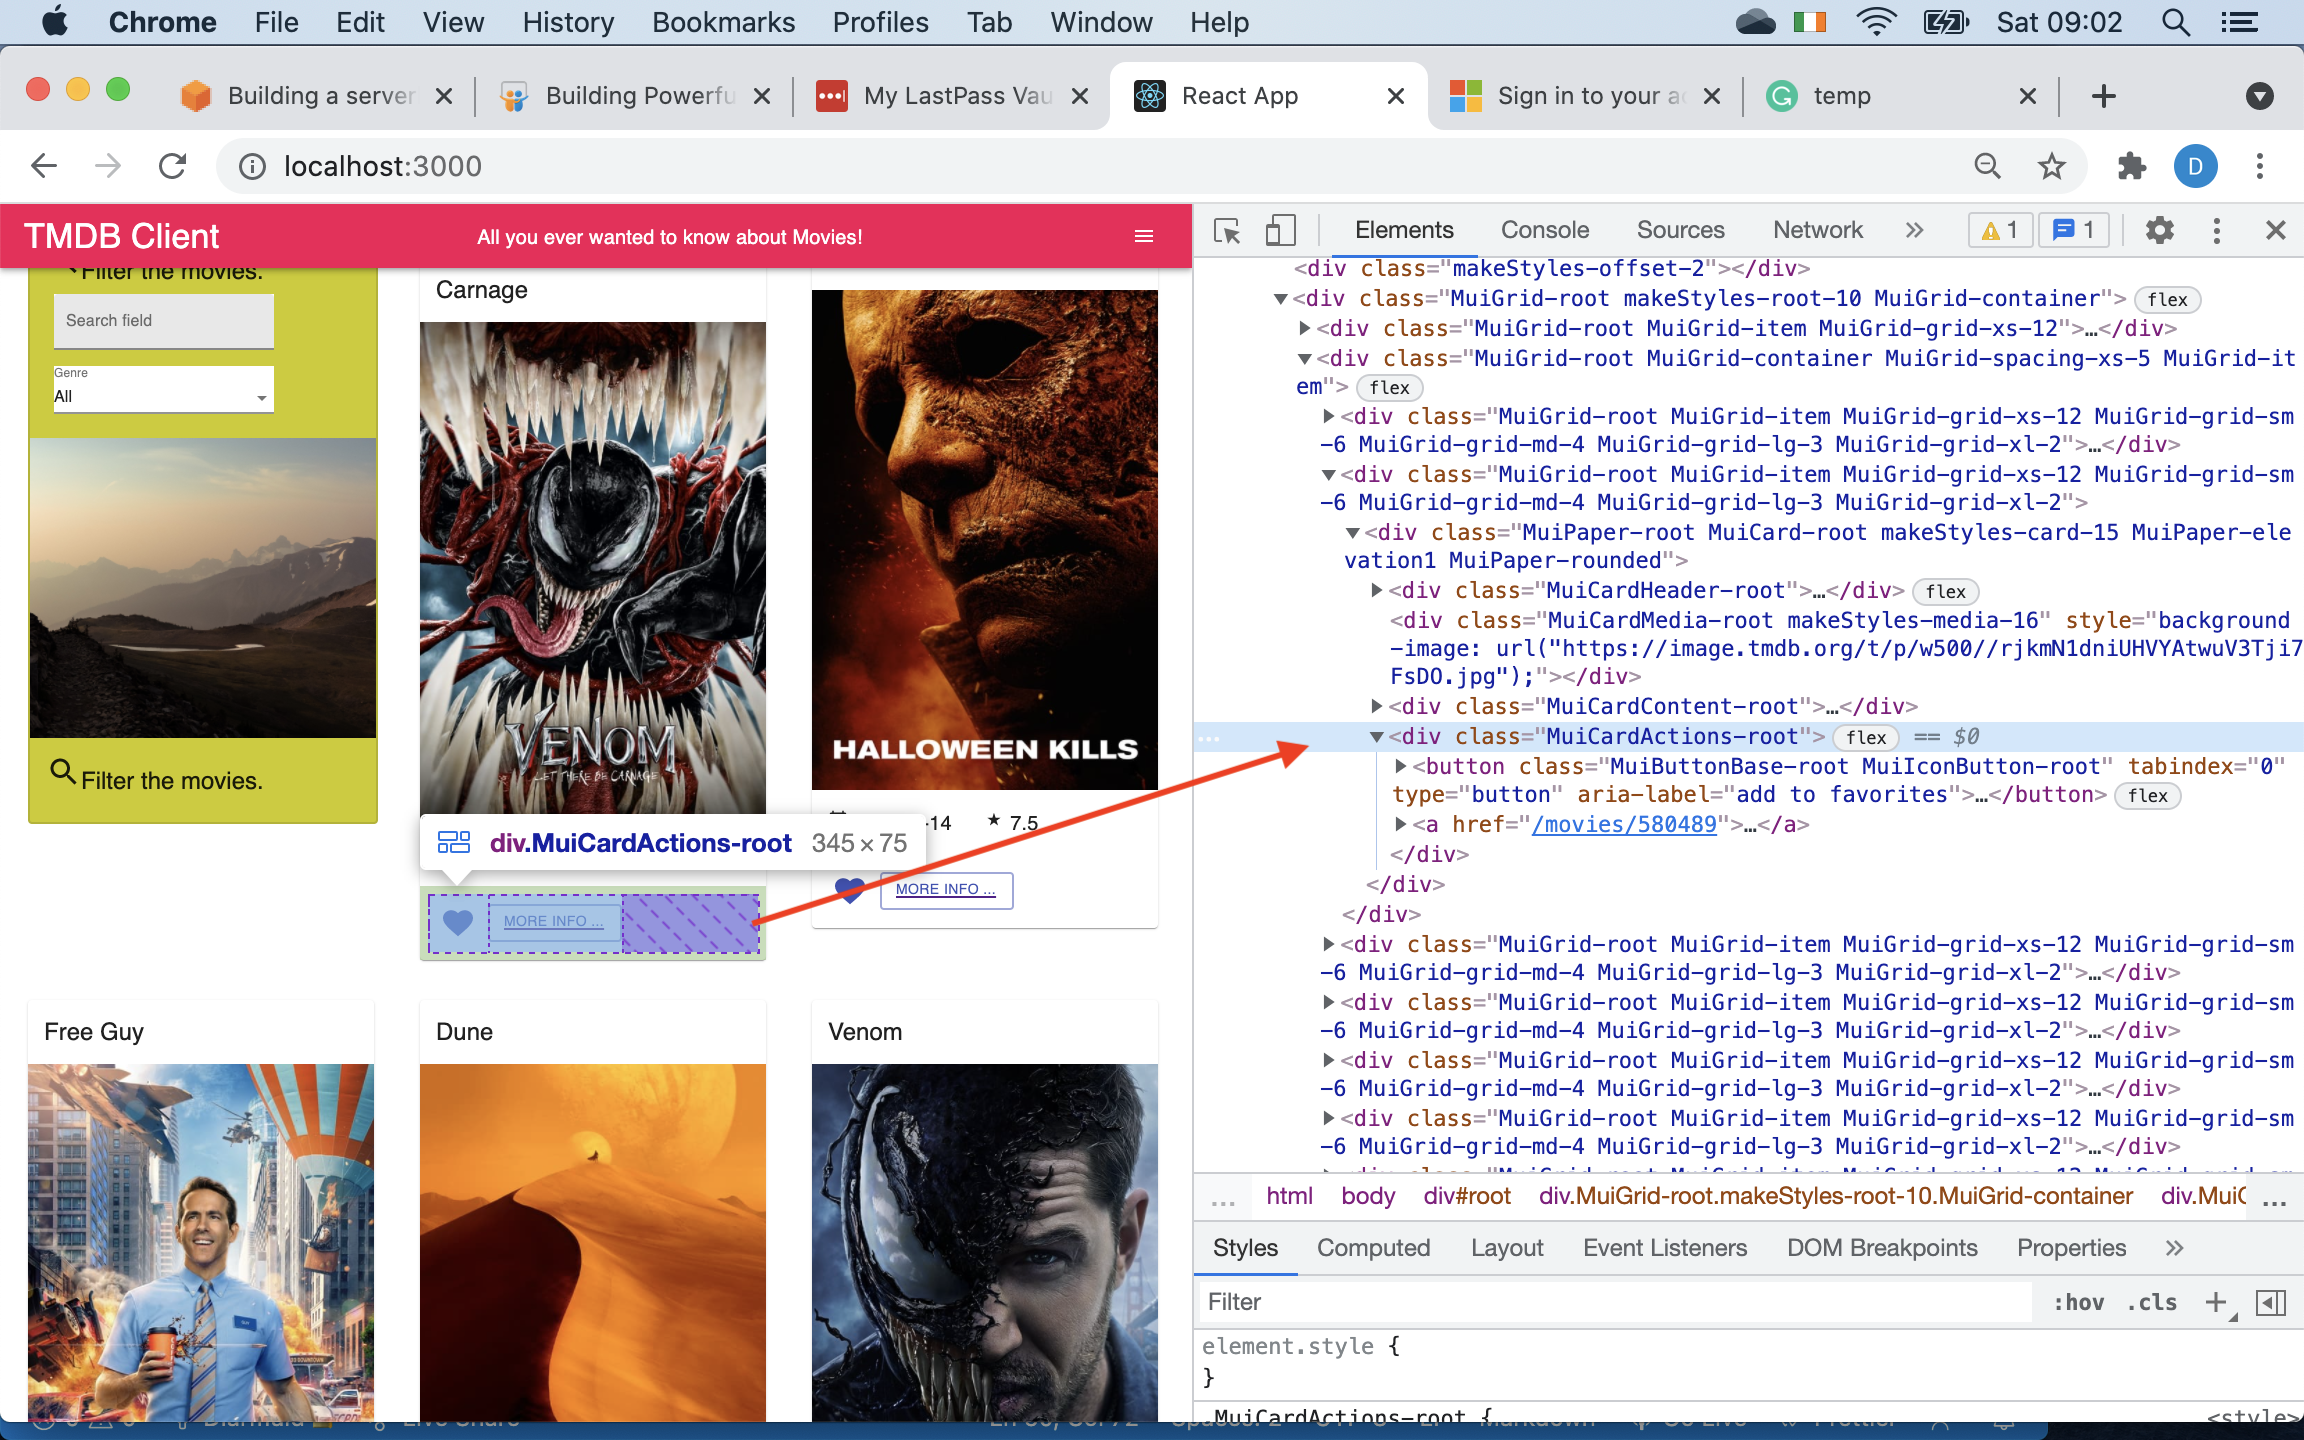 Chrome File Edit View History Bookmarks Profiles Tab Window Help Sat 09:02
Building a server
Building Powerfu
My LastPass Vau
React App
Sign in to your ac
temp
localhost:3000
D
TMDB Client
All you ever wanted to know about Movies!
Filter the movies.
Search field
Genre
All
Filter the movies.
Carnage
VENOM
LET THERE BE CARNAGE
div.MuiCardActions-root 345 × 75
MORE INFO ...
HALLOWEEN KILLS
-14 7.5
MORE INFO ...
Free Guy
Dune
Venom
Elements Console Sources Network » 1 1
<div class="makeStyles-offset-2"></div>
<div class="MuiGrid-root makeStyles-root-10 MuiGrid-container"> flex
<div class="MuiGrid-root MuiGrid-item MuiGrid-grid-xs-12">…</div>
<div class="MuiGrid-root MuiGrid-container MuiGrid-spacing-xs-5 MuiGrid-it
em"> flex
<div class="MuiGrid-root MuiGrid-item MuiGrid-grid-xs-12 MuiGrid-grid-sm
-6 MuiGrid-grid-md-4 MuiGrid-grid-lg-3 MuiGrid-grid-xl-2">…</div>
<div class="MuiGrid-root MuiGrid-item MuiGrid-grid-xs-12 MuiGrid-grid-sm
-6 MuiGrid-grid-md-4 MuiGrid-grid-lg-3 MuiGrid-grid-xl-2">
<div class="MuiPaper-root MuiCard-root makeStyles-card-15 MuiPaper-ele
vation1 MuiPaper-rounded">
<div class="MuiCardHeader-root">…</div> flex
<div class="MuiCardMedia-root makeStyles-media-16" style="background
-image: url("https://image.tmdb.org/t/p/w500//rjkmN1dniUHVYAtwuV3Tji7
FsDO.jpg");"></div>
<div class="MuiCardContent-root">…</div>
<div class="MuiCardActions-root"> flex == $0
<button class="MuiButtonBase-root MuiIconButton-root" tabindex="0"
type="button" aria-label="add to favorites">…</button> flex
<a href="/movies/580489">…</a>
</div>
</div>
</div>
<div class="MuiGrid-root MuiGrid-item MuiGrid-grid-xs-12 MuiGrid-grid-sm
-6 MuiGrid-grid-md-4 MuiGrid-grid-lg-3 MuiGrid-grid-xl-2">…</div>
<div class="MuiGrid-root MuiGrid-item MuiGrid-grid-xs-12 MuiGrid-grid-sm
-6 MuiGrid-grid-md-4 MuiGrid-grid-lg-3 MuiGrid-grid-xl-2">…</div>
<div class="MuiGrid-root MuiGrid-item MuiGrid-grid-xs-12 MuiGrid-grid-sm
-6 MuiGrid-grid-md-4 MuiGrid-grid-lg-3 MuiGrid-grid-xl-2">…</div>
<div class="MuiGrid-root MuiGrid-item MuiGrid-grid-xs-12 MuiGrid-grid-sm
-6 MuiGrid-grid-md-4 MuiGrid-grid-lg-3 MuiGrid-grid-xl-2">…</div>
... html body div#root div.MuiGrid-root.makeStyles-root-10.MuiGrid-container div.MuiG ...
Styles Computed Layout Event Listeners DOM Breakpoints Properties »
Filter :hov .cls +
element.style {
}
.MuiCardActions-root { <style>